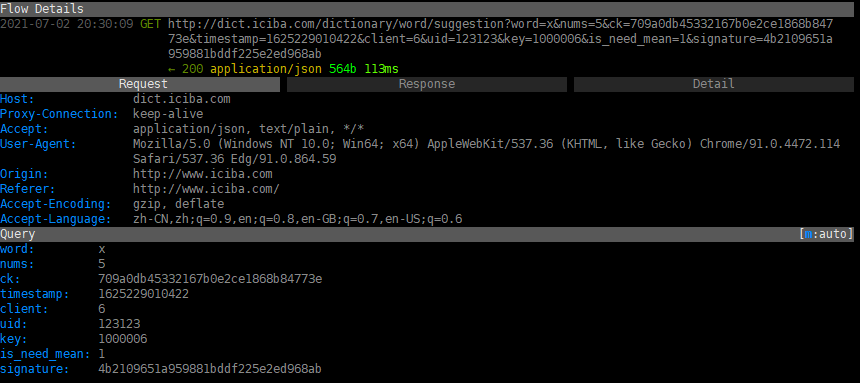 Flow Details
2021-07-02 20:30:09 GET http://dict.iciba.com/dictionary/word/suggestion?word=x&nums=5&ck=709a0db45332167b0e2ce1868b847
73e&timestamp=1625229010422&client=6&uid=123123&key=1000006&is_need_mean=1&signature=4b2109651a
959881bddf225e2ed968ab
← 200 application/json 564b 113ms
Request Response Detail
Host: dict.iciba.com
Proxy-Connection: keep-alive
Accept: application/json, text/plain, */*
User-Agent: Mozilla/5.0 (Windows NT 10.0; Win64; x64) AppleWebKit/537.36 (KHTML, like Gecko) Chrome/91.0.4472.114
Safari/537.36 Edg/91.0.864.59
Origin: http://www.iciba.com
Referer: http://www.iciba.com/
Accept-Encoding: gzip, deflate
Accept-Language: zh-CN,zh;q=0.9,en;q=0.8,en-GB;q=0.7,en-US;q=0.6
Query [m:auto]
word: x
nums: 5
ck: 709a0db45332167b0e2ce1868b84773e
timestamp: 1625229010422
client: 6
uid: 123123
key: 1000006
is_need_mean: 1
signature: 4b2109651a959881bddf225e2ed968ab